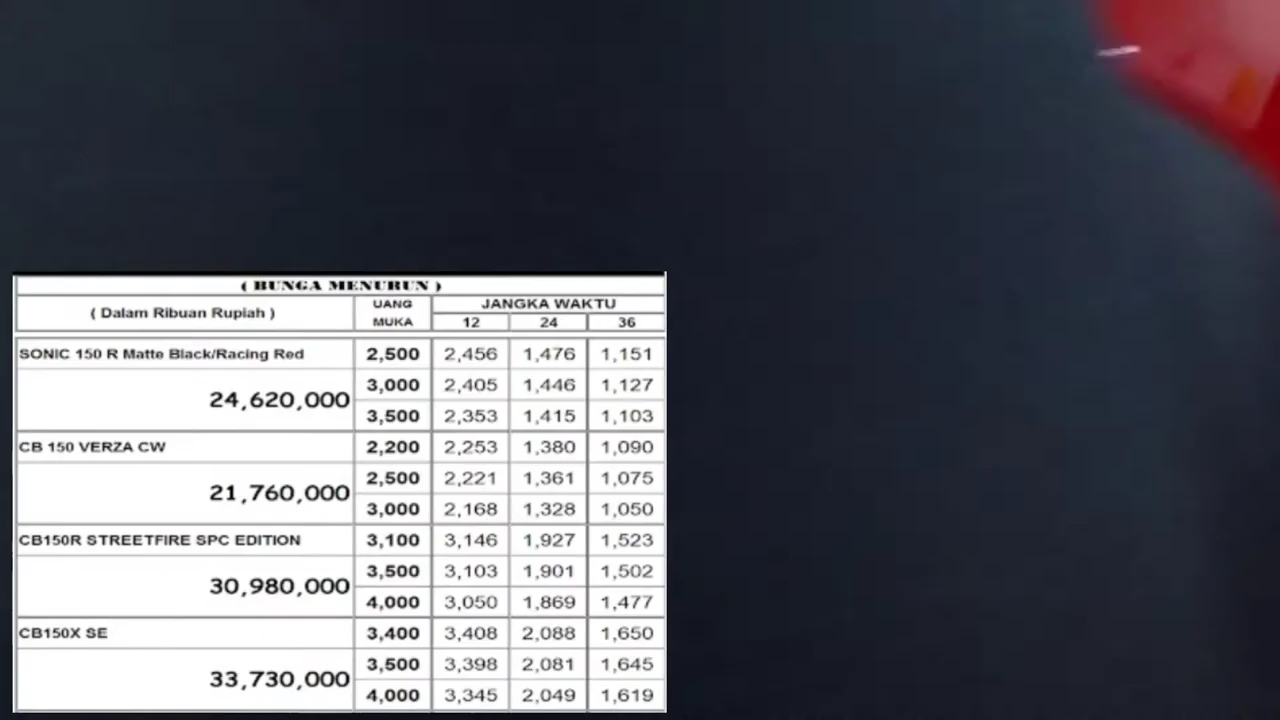 ( BUNGA MENURUN )
( Dalam Ribuan Rupiah ) UANG MUKA JANGKA WAKTU
12 24 36
SONIC 150 R Matte Black/Racing Red 2,500 2,456 1,476 1,151
24,620,000 3,000 2,405 1,446 1,127
3,500 2,353 1,415 1,103
CB 150 VERZA CW 2,200 2,253 1,380 1,090
21,760,000 2,500 2,221 1,361 1,075
3,000 2,168 1,328 1,050
CB150R STREETFIRE SPC EDITION 3,100 3,146 1,927 1,523
30,980,000 3,500 3,103 1,901 1,502
4,000 3,050 1,869 1,477
CB150X SE 3,400 3,408 2,088 1,650
33,730,000 3,500 3,398 2,081 1,645
4,000 3,345 2,049 1,619